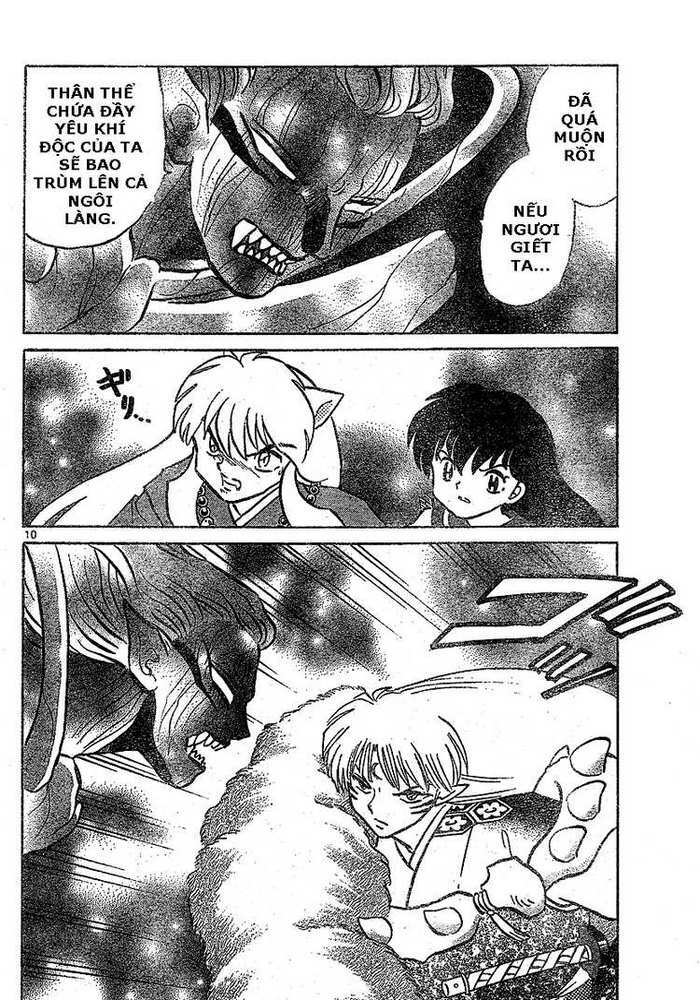 ĐÃ
QUÁ
MUỘN
RỒI
NẾU
NGƯƠI
GIẾT
TA...
THÂN THỂ
CHỨA ĐẦY
YÊU KHÍ
ĐỘC CỦA TA
SẼ BAO
TRÙM LÊN CẢ
NGÔI
LÀNG.
ギリ...
10